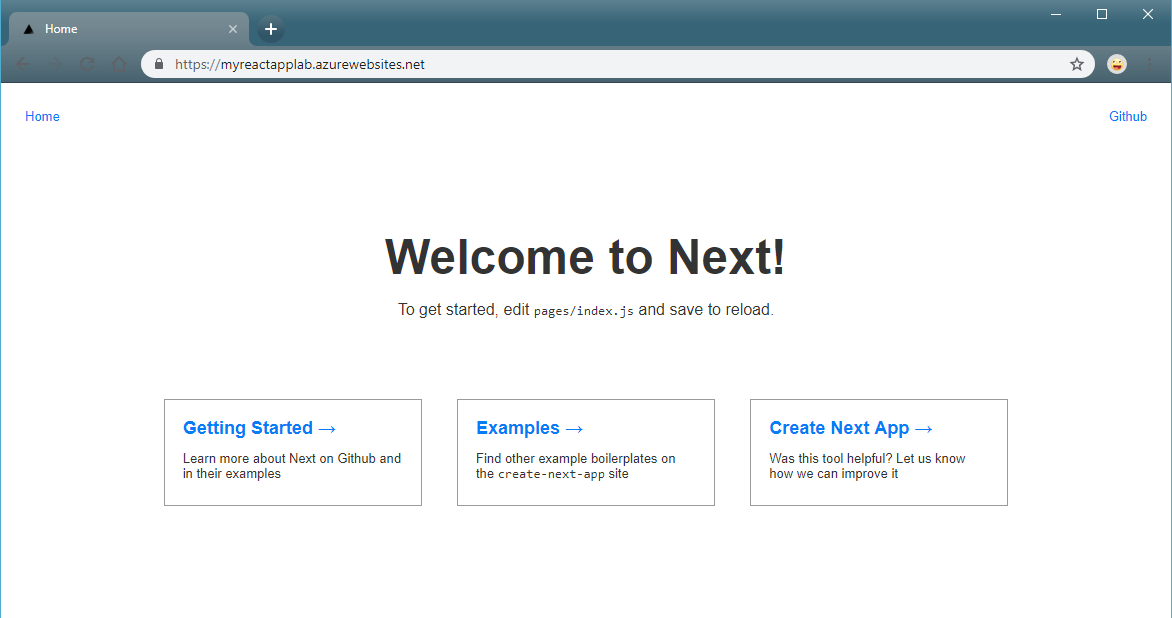 Home
https://myreactapplab.azurewebsites.net
Home
Github
Welcome to Next!
To get started, edit pages/index.js and save to reload.
Getting Started →
Learn more about Next on Github and
in their examples
Examples →
Find other example boilerplates on
the create-next-app site
Create Next App →
Was this tool helpful? Let us know
how we can improve it